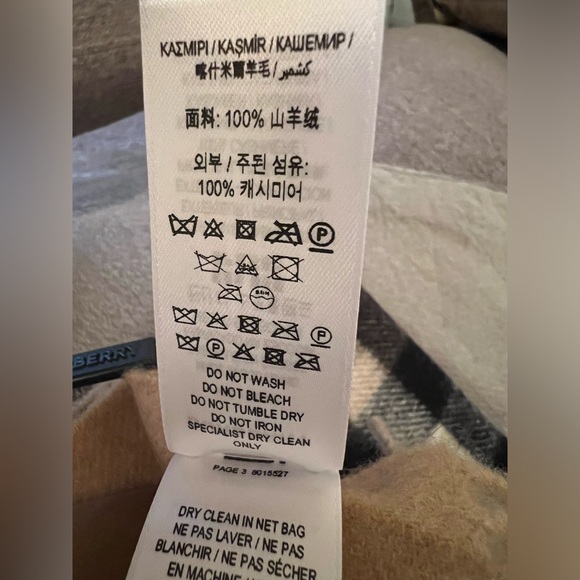 ΚΑΣΜΙΡΙ / KAŞMİR / КАШЕМИР /
喀什米爾羊毛 / كشمير
面料: 100% 山羊绒
외부 / 주된 섬유:
100% 캐시미어
P
P
P
DO NOT WASH
DO NOT BLEACH
DO NOT TUMBLE DRY
DO NOT IRON
SPECIALIST DRY CLEAN
ONLY
PAGE 3 8015527
DRY CLEAN IN NET BAG
NE PAS LAVER / NE PAS
BLANCHIR / NE PAS SÉCHER
EN MACHINE
BERRY